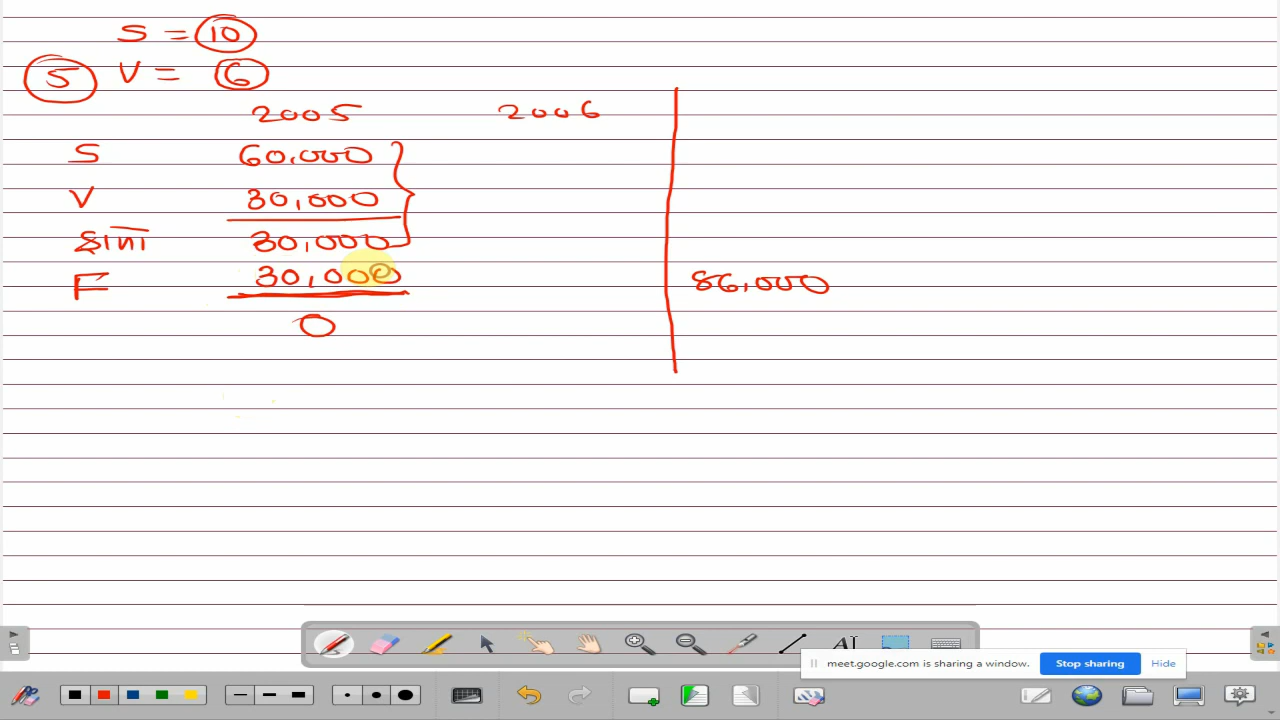 S = 10
5 V = 6
2005 2006
S 60,000
V 30,000
30,000
F 30,000 86,000
0
AI
meet.google.com is sharing a window. Stop sharing Hide